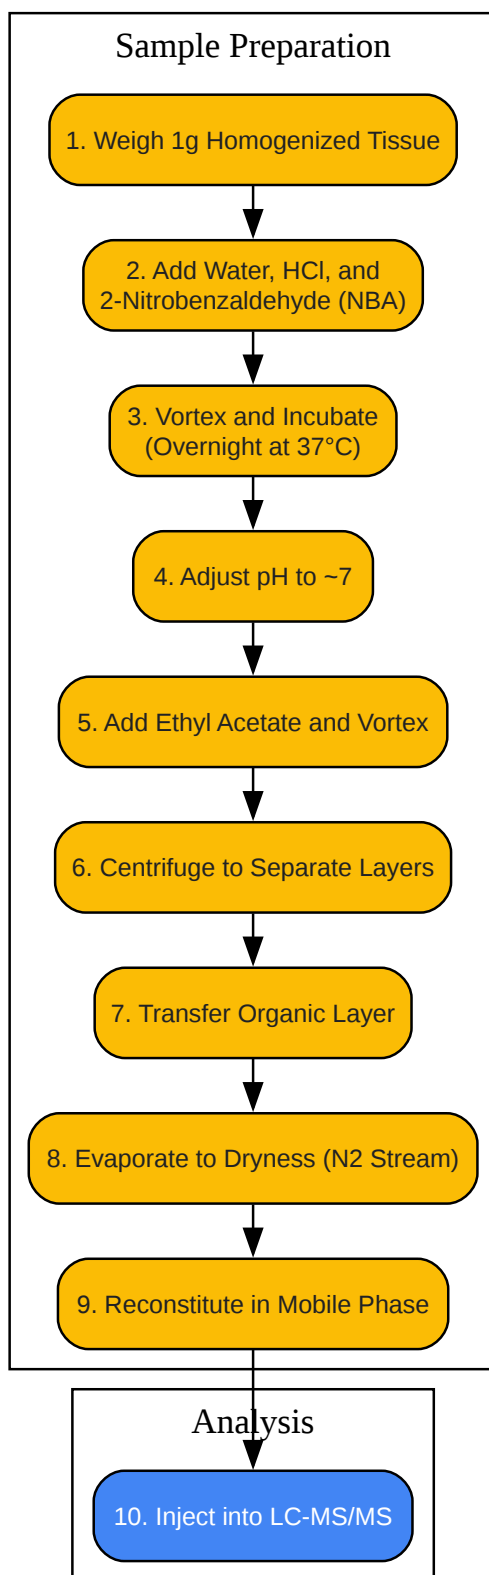 Sample Preparation
1. Weigh 1g Homogenized Tissue
2. Add Water, HCl, and
2-Nitrobenzaldehyde (NBA)
3. Vortex and Incubate
(Overnight at 37°C)
4. Adjust pH to ~7
5. Add Ethyl Acetate and Vortex
6. Centrifuge to Separate Layers
7. Transfer Organic Layer
8. Evaporate to Dryness (N2 Stream)
9. Reconstitute in Mobile Phase
Analysis
10. Inject into LC-MS/MS